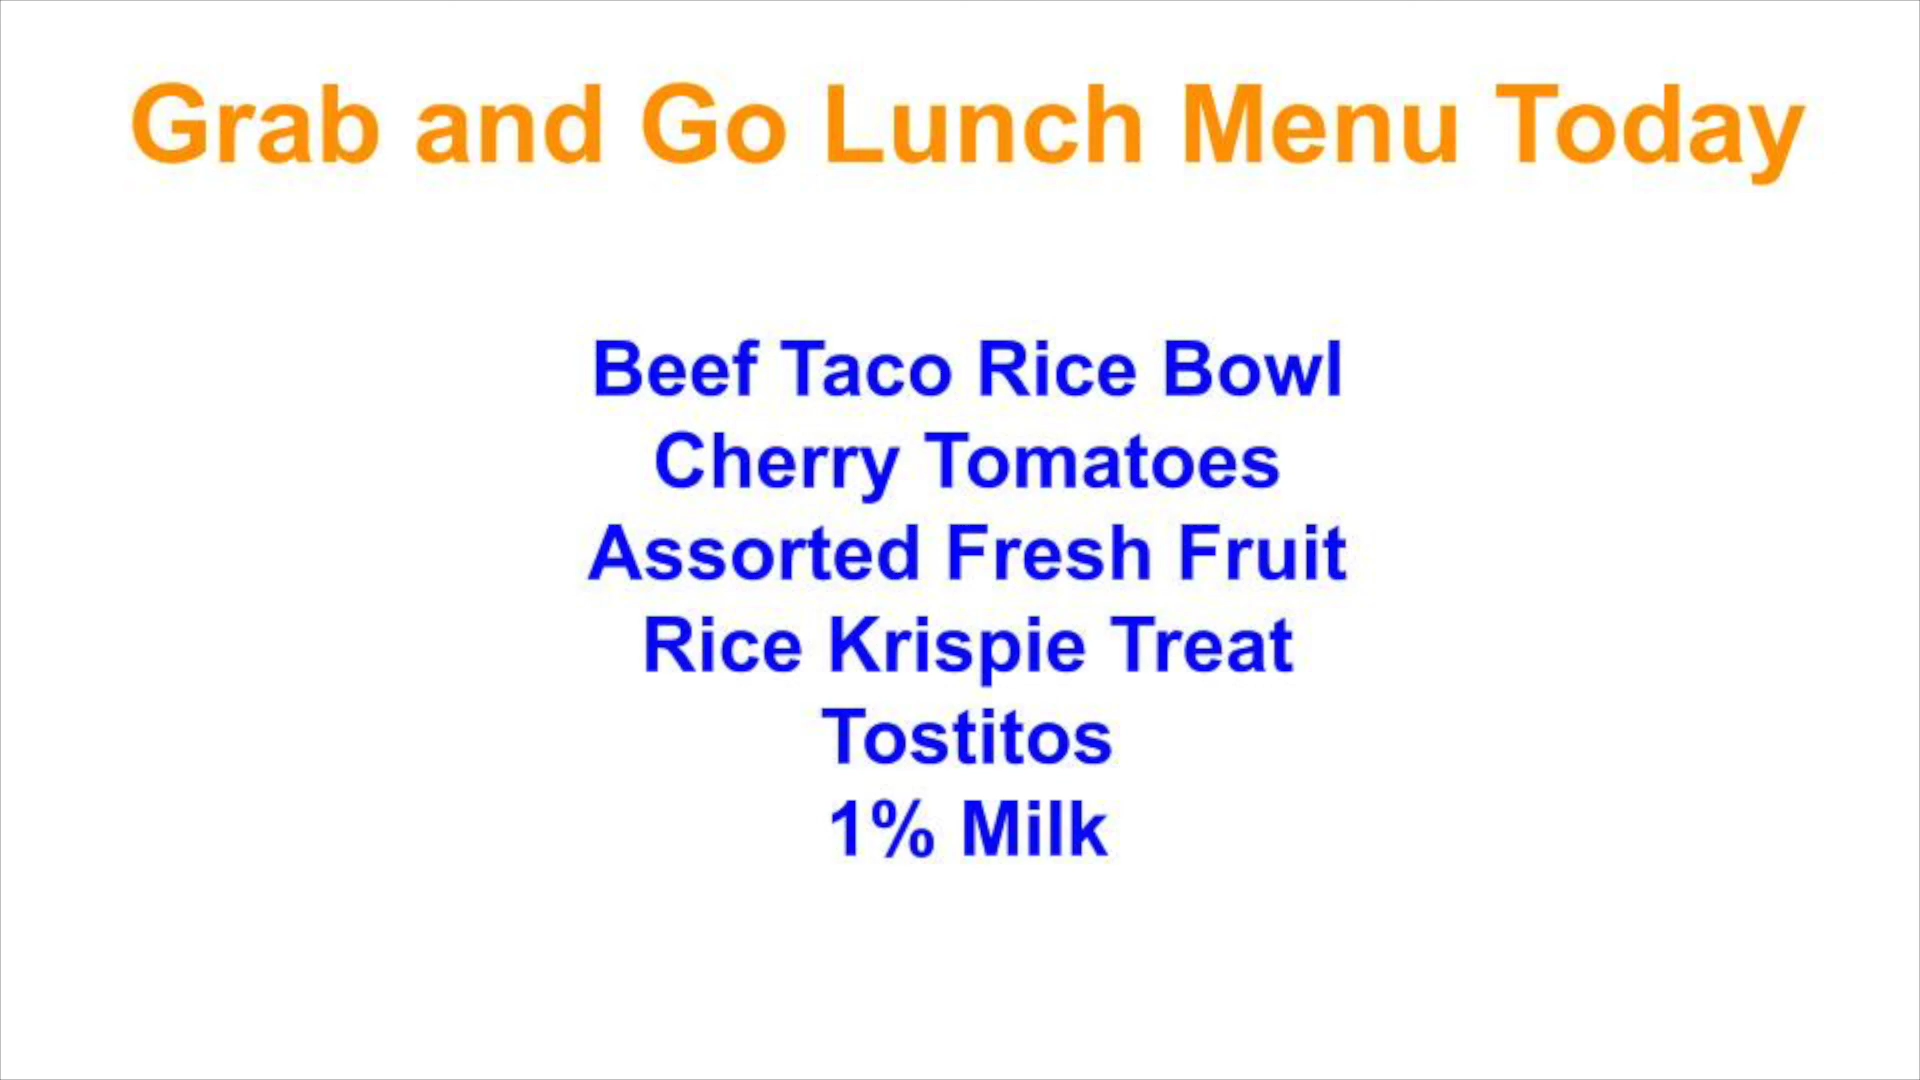 Grab and Go Lunch Menu Today
Beef Taco Rice Bowl
Cherry Tomatoes
Assorted Fresh Fruit
Rice Krispie Treat
Tostitos
1% Milk